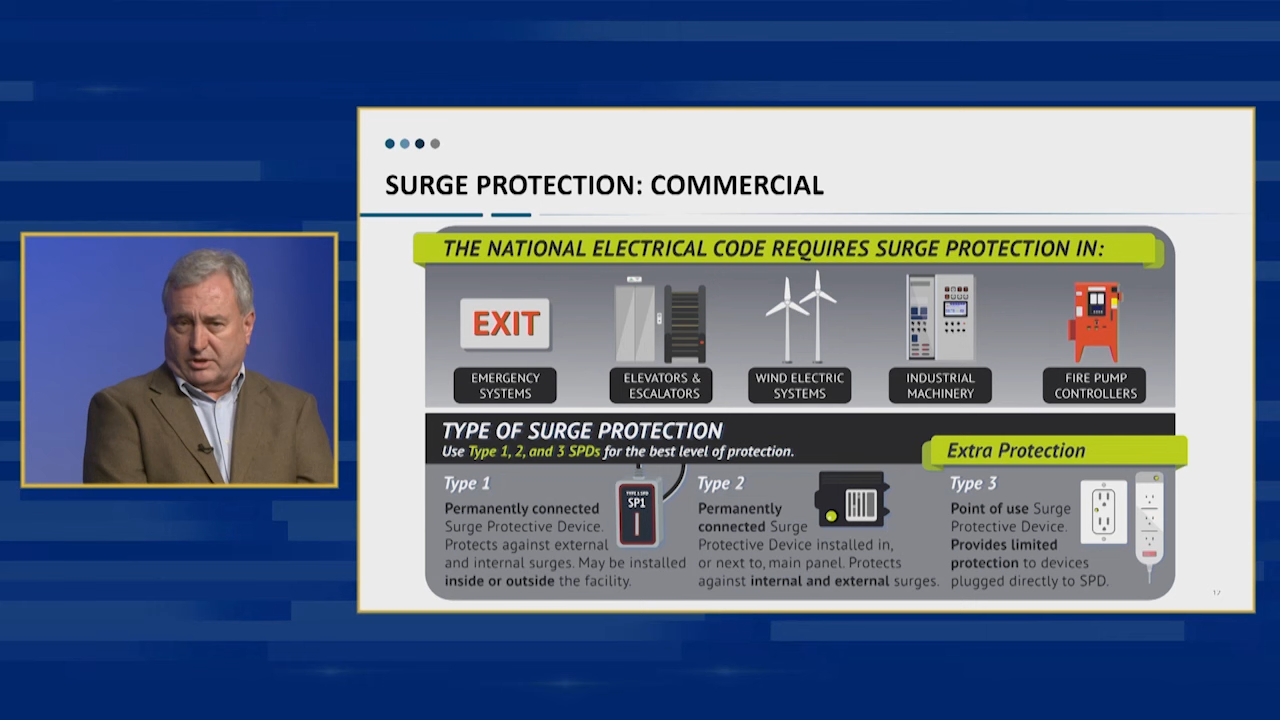 SURGE PROTECTION: COMMERCIAL
THE NATIONAL ELECTRICAL CODE REQUIRES SURGE PROTECTION IN:
EXIT
EMERGENCY
SYSTEMS
ELEVATORS &
ESCALATORS
WIND ELECTRIC
SYSTEMS
INDUSTRIAL
MACHINERY
FIRE PUMP
CONTROLLERS
TYPE OF SURGE PROTECTION
Use Type 1, 2, and 3 SPDs for the best level of protection.
Extra Protection
Type 1
Permanently connected
Surge Protective Device.
Protects against external
and internal surges. May be installed
inside or outside the facility.
TYPE 1 SPD
SP1
Type 2
Permanently
connected Surge
Protective Device installed in,
or next to, main panel. Protects
against internal and external surges.
Type 3
Point of use Surge
Protective Device.
Provides limited
protection to devices
plugged directly to SPD.
17